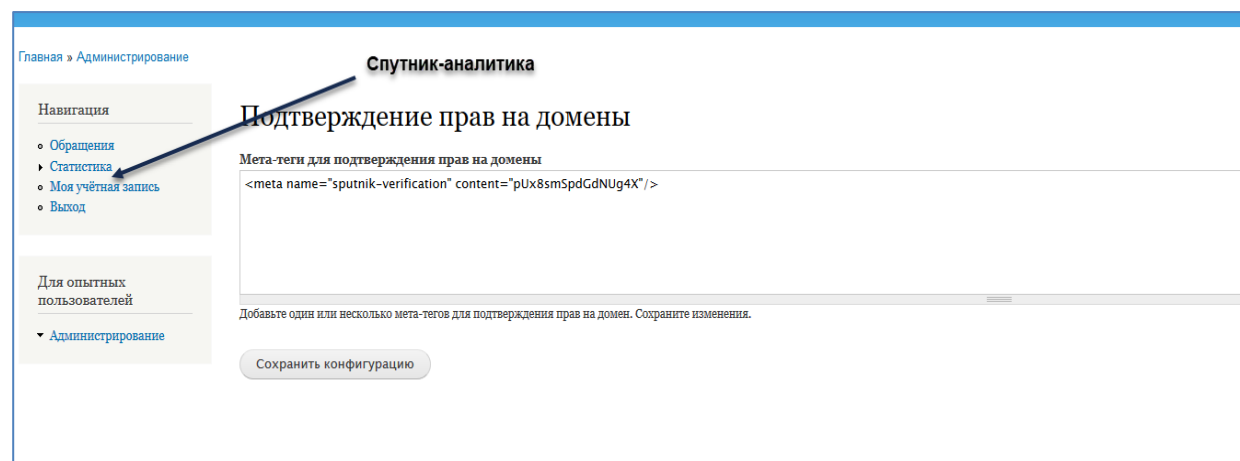 Главная » Администрирование
Спутник-аналитика
Навигация
Обращения
Статистика
Моя учётная запись
Выход
Для опытных
пользователей
Администрирование
Подтверждение прав на домены
Мета-теги для подтверждения прав на домены
<meta name="sputnik-verification" content="pUx8smSpdGdNUg4X"/>
Добавьте один или несколько мета-тегов для подтверждения прав на домен. Сохраните изменения.
Сохранить конфигурацию